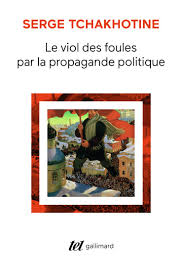 SERGE TCHAKHOTINE
Le viol des foules
par la propagande politique
tel gallimard